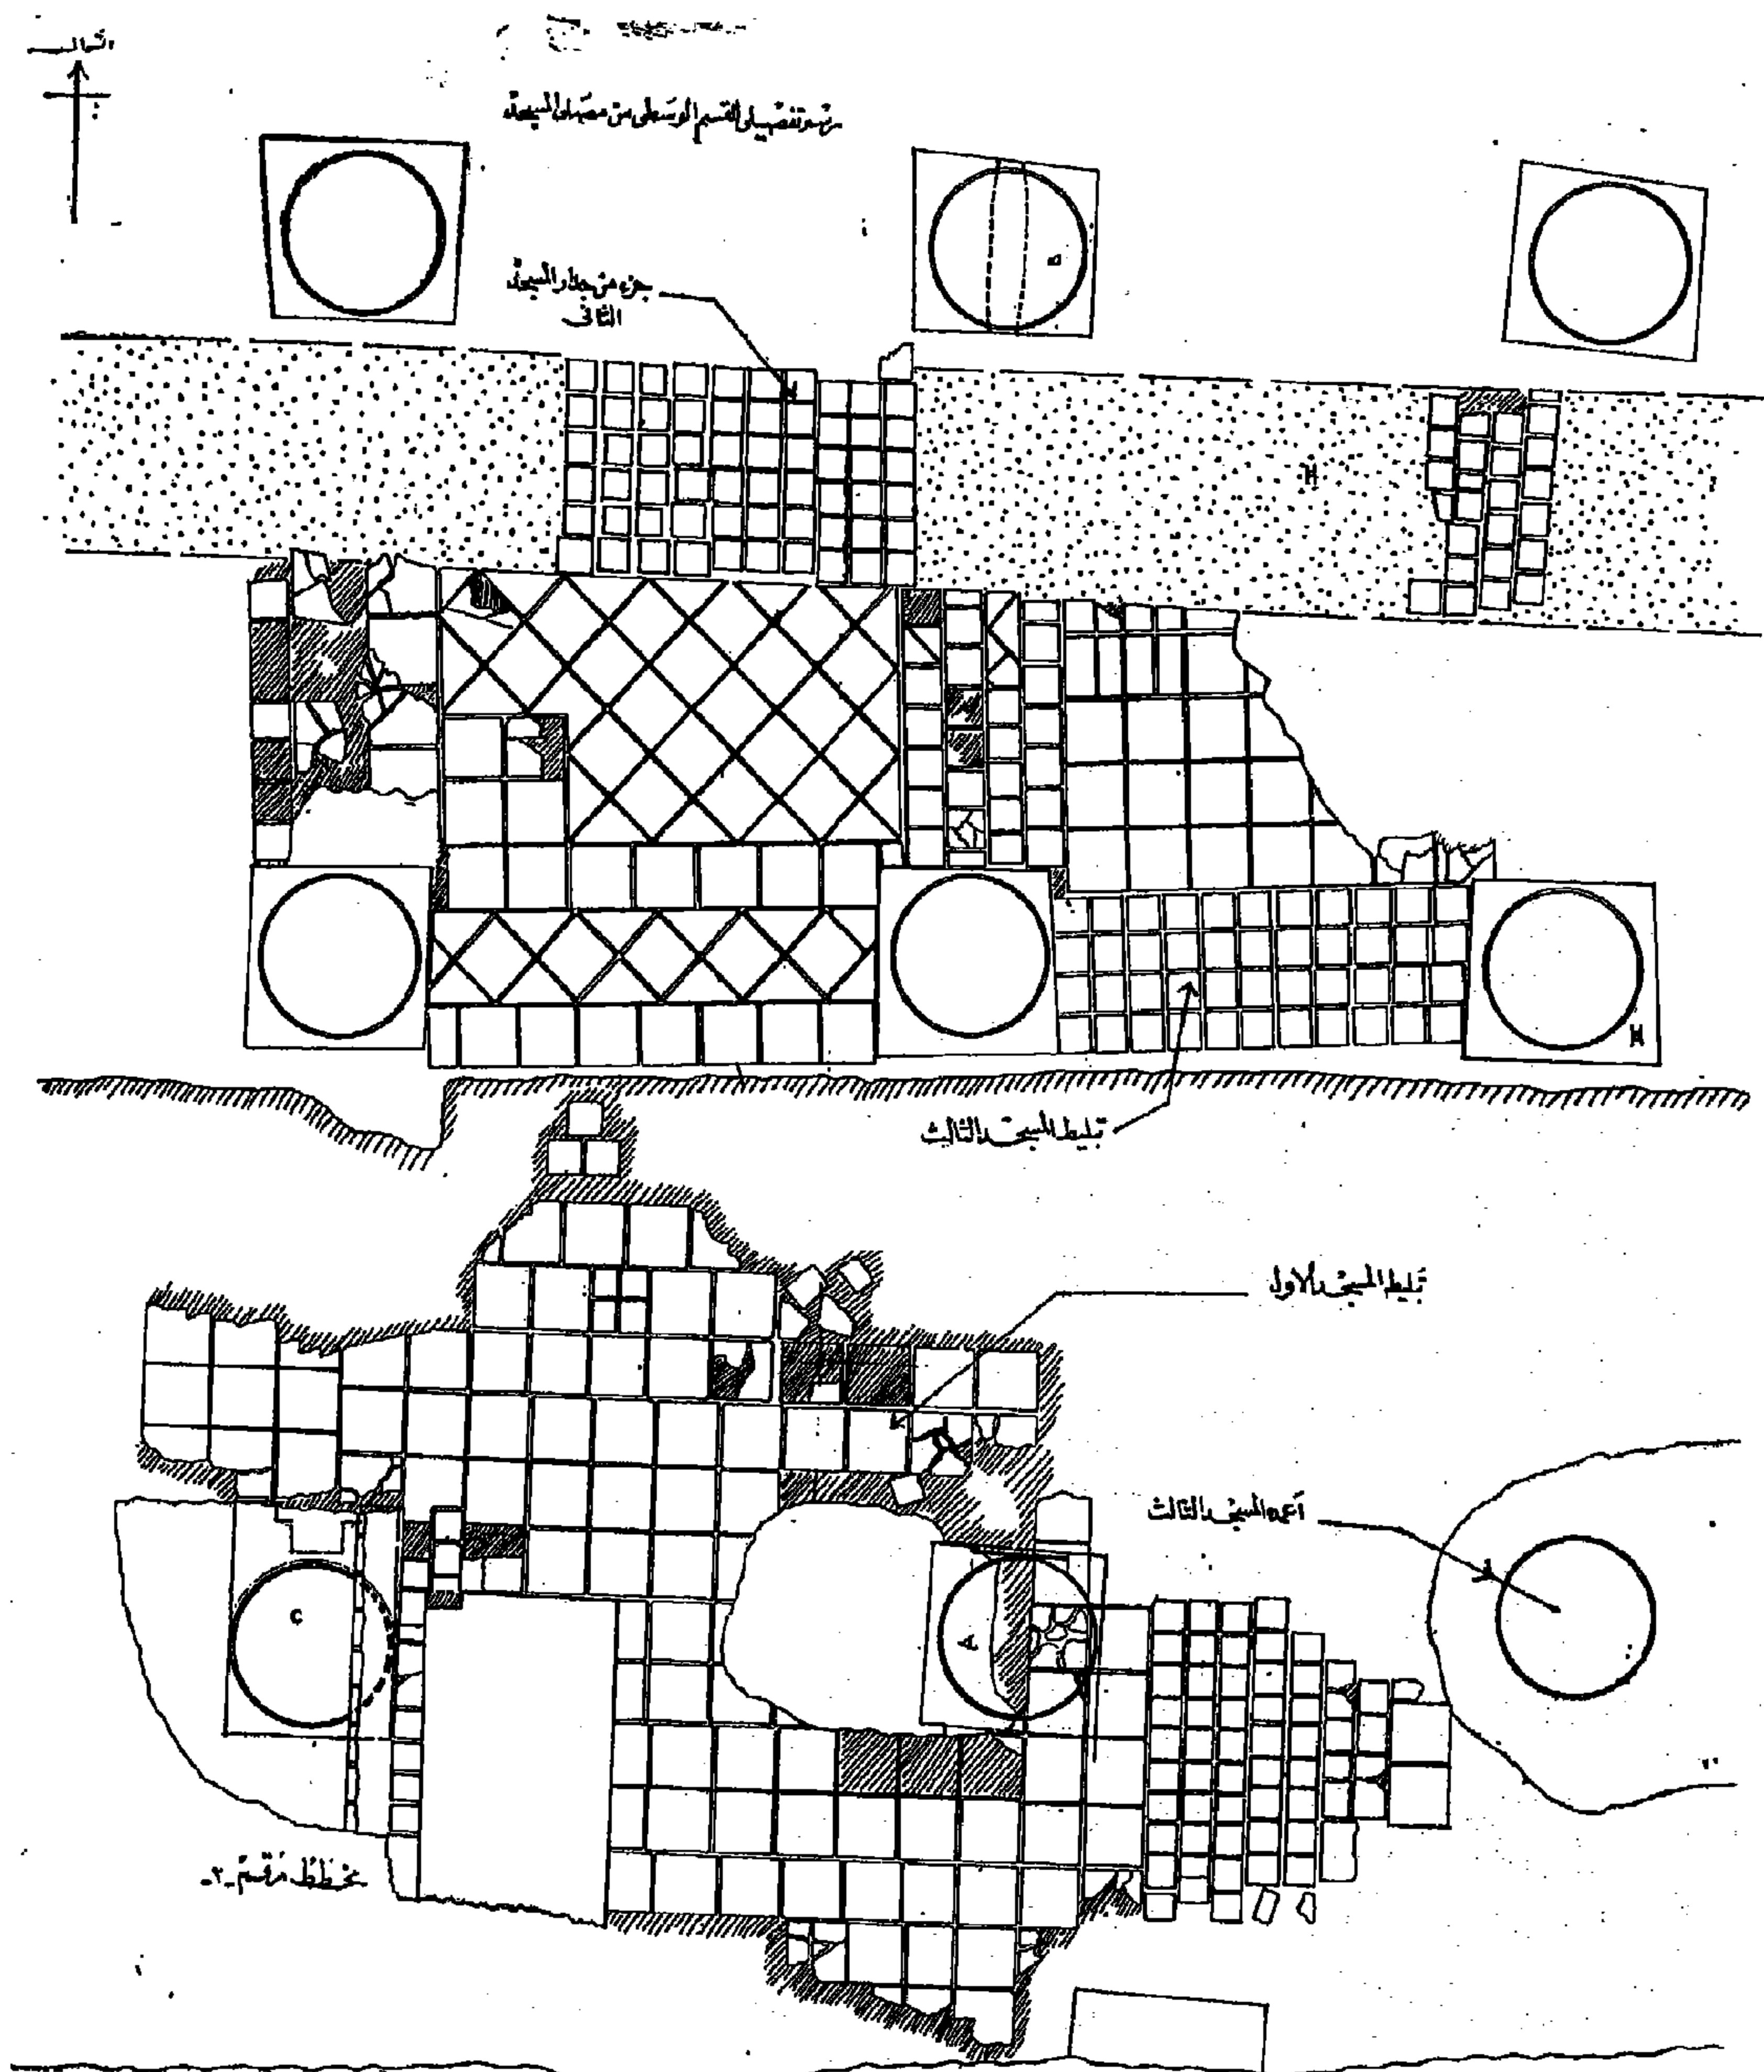 الشمال
رسم تفصيلي للقسم الوسطي من مصلى المسجد
B
جزء من جدار المسجد
الثاني
H
H
تبليط المسجد الثالث
تبليط المسجد الاول
أعمدة المسجد الثالث
C
A
مخطط رقم -٢-